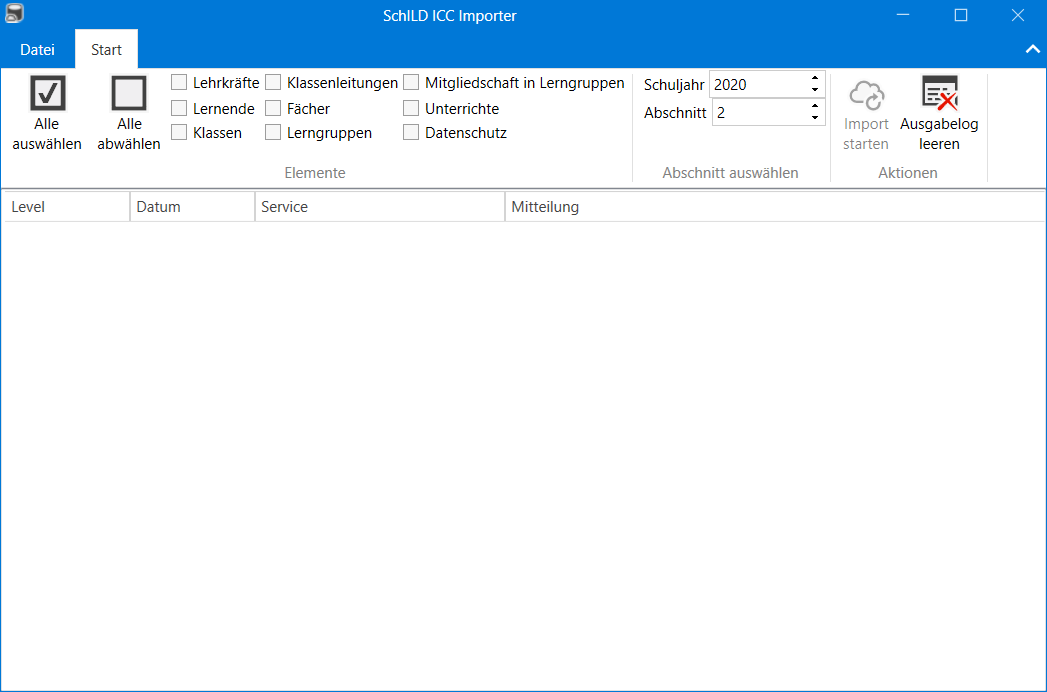 SchILD ICC Importer
Datei Start
Alle auswählen
Alle abwählen
Lehrkräfte Klassenleitungen Mitgliedschaft in Lerngruppen
Lernende Fächer Unterrichte
Klassen Lerngruppen Datenschutz
Elemente
Schuljahr 2020
Abschnitt 2
Abschnitt auswählen
Import starten
Ausgabelog leeren
Aktionen
Level Datum Service Mitteilung